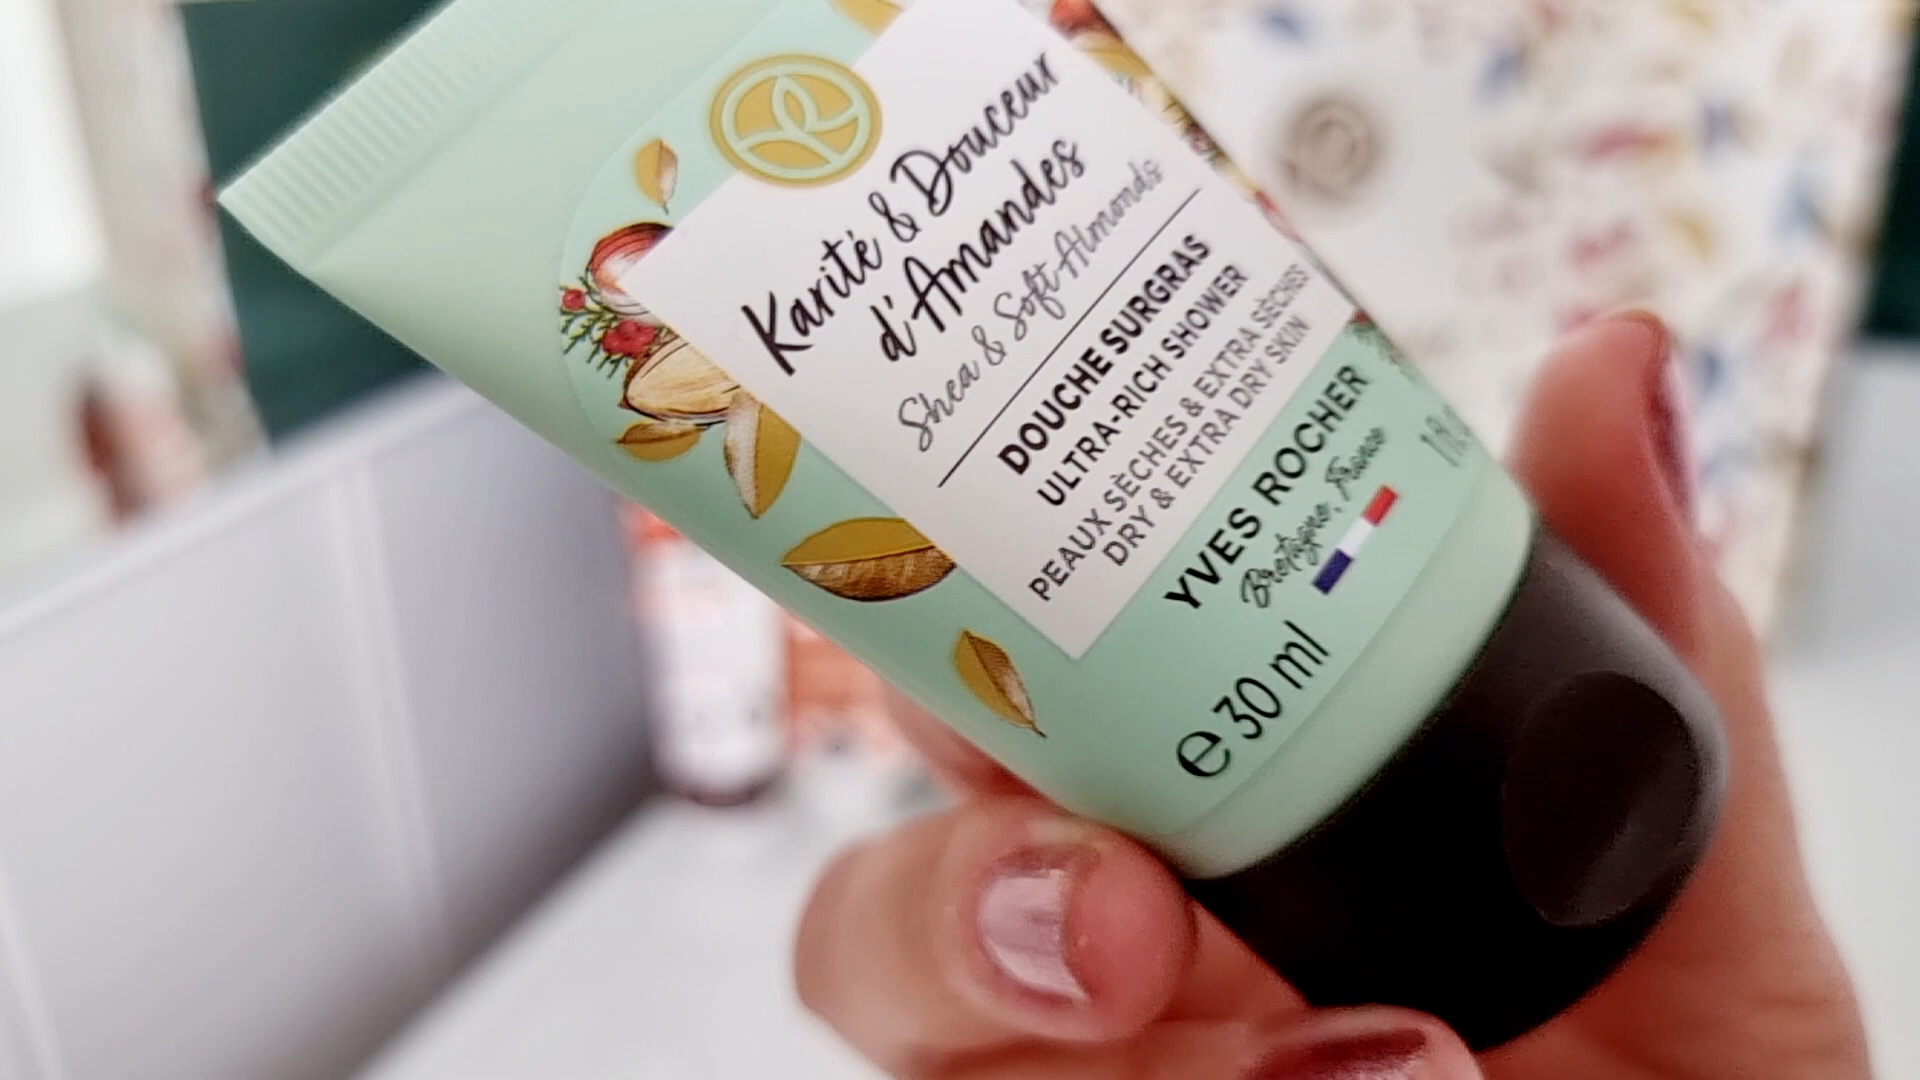 Karité & Douceur
d'Amandes
Shea & Soft Almonds
DOUCHE SURGRAS
ULTRA-RICH SHOWER
PEAUX SÈCHES & EXTRA SÈCHES
DRY & EXTRA DRY SKIN
YVES ROCHER
Bretagne, France
e 30 ml